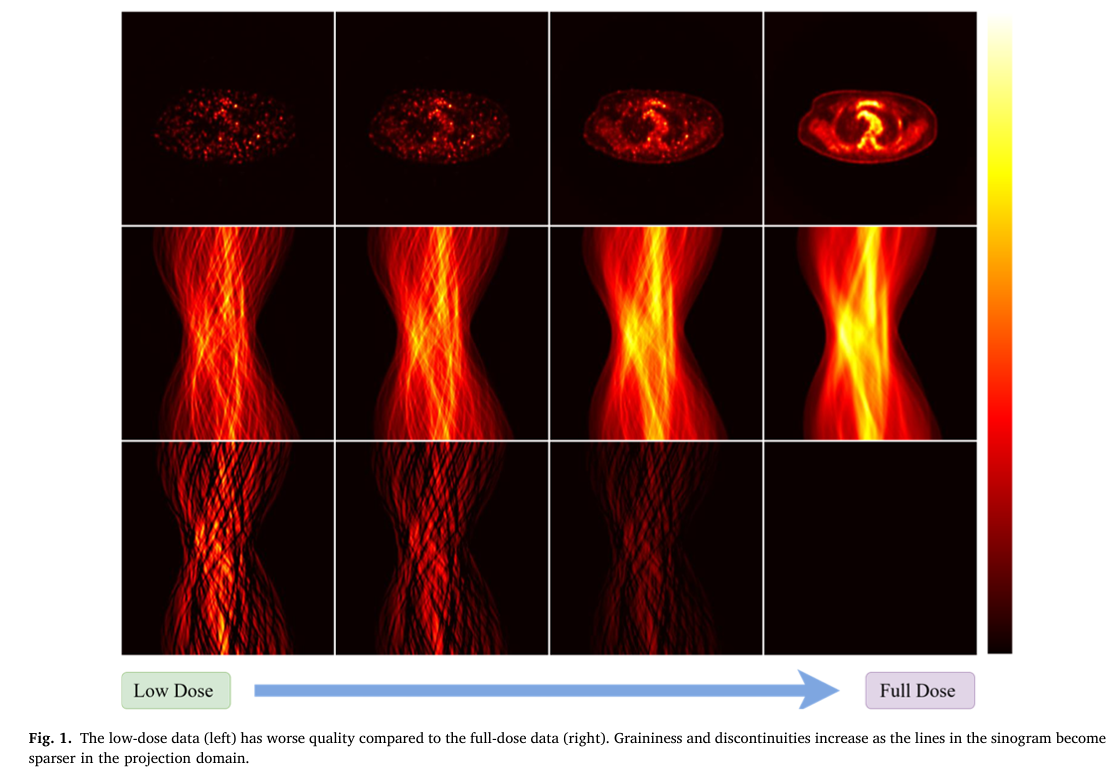 Low Dose
Full Dose
Fig. 1. The low-dose data (left) has worse quality compared to the full-dose data (right). Graininess and discontinuities increase as the lines in the sinogram become
sparser in the projection domain.